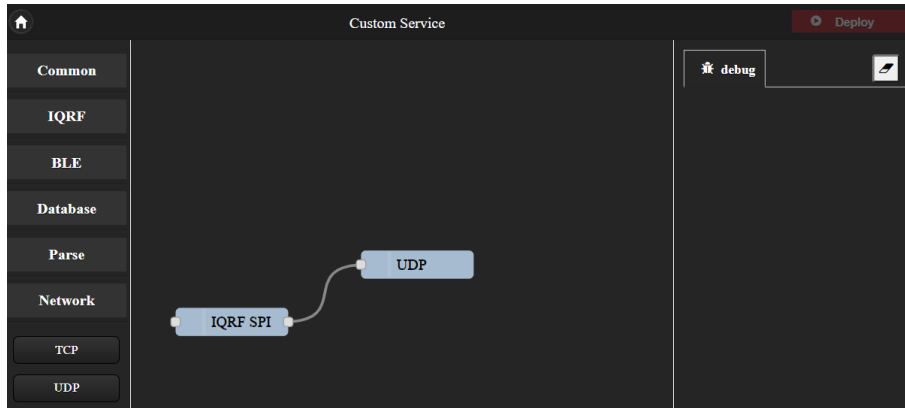 Custom Service
Deploy
Common
IQRF
BLE
Database
Parse
Network
TCP
UDP
UDP
IQRF SPI
debug